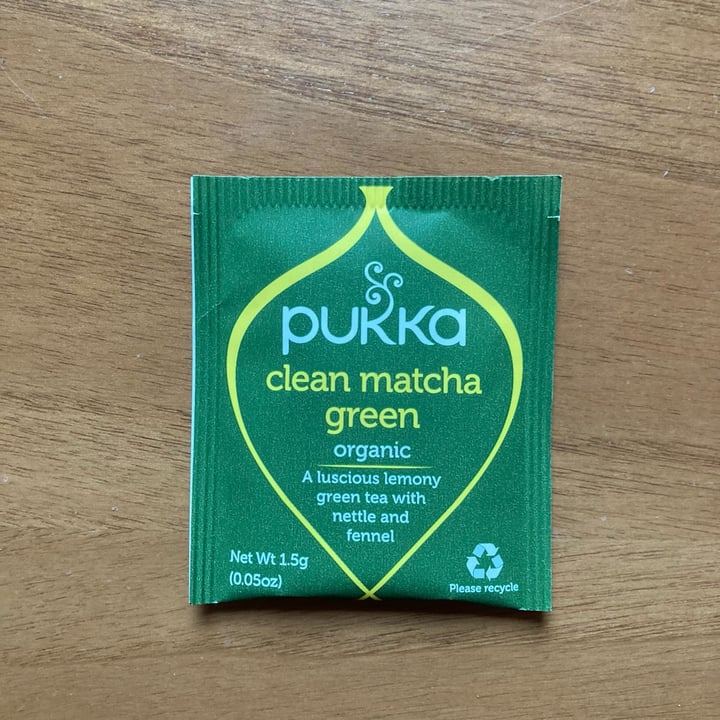 pukka
clean matcha
green
organic
A luscious lemony
green tea with
nettle and
fennel
Net Wt 1.5g
(0.05oz)
Please recycle